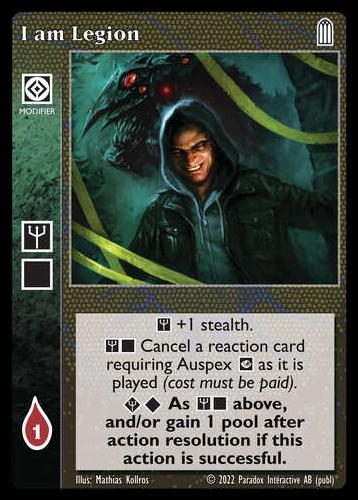 I am Legion
MODIFIER
+1 stealth.
Cancel a reaction card
requiring Auspex as it is
played (cost must be paid).
As above,
and/or gain 1 pool after
action resolution if this
action is successful.
1
Illus: Mathias Kollros
© 2022 Paradox Interactive AB (publ)